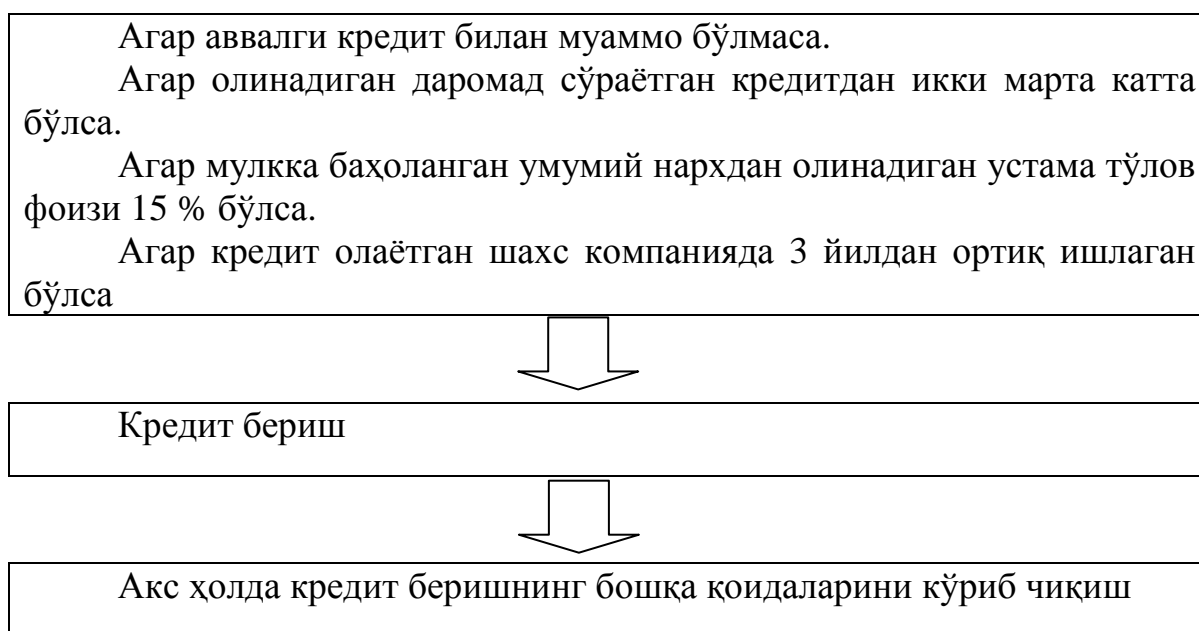 Агар аввалги кредит билан муаммо бўлмаса.
Агар олинадиган даромад сўраётган кредитдан икки марта катта
бўлса.
Агар мулкка баҳоланган умумий нархдан олинадиган устама тўлов
фоизи 15 % бўлса.
Агар кредит олаётган шахс компанияда 3 йилдан ортиқ ишлаган
бўлса
Кредит бериш
Акс ҳолда кредит беришнинг бошқа қоидаларини кўриб чиқиш